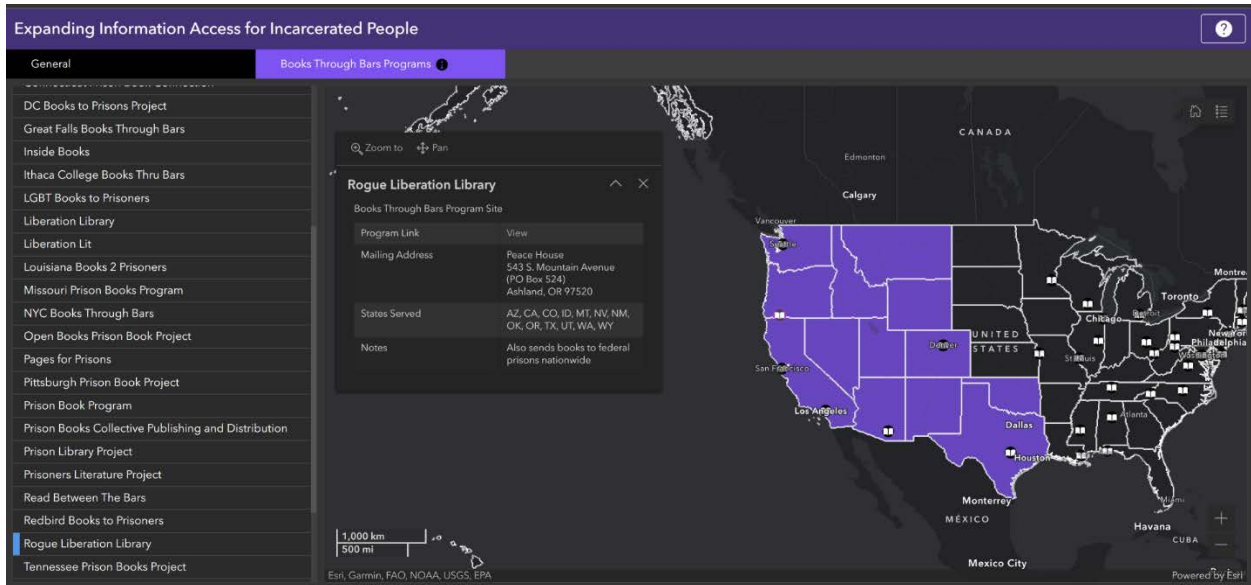 Expanding Information Access for Incarcerated People
?
General
Books Through Bars Programs
Connecticut Prison Book Connection
DC Books to Prisons Project
Great Falls Books Through Bars
Inside Books
Ithaca College Books Thru Bars
LGBT Books to Prisoners
Liberation Library
Liberation Lit
Louisiana Books 2 Prisoners
Missouri Prison Books Program
NYC Books Through Bars
Open Books Prison Book Project
Pages for Prisons
Pittsburgh Prison Book Project
Prison Book Program
Prison Books Collective Publishing and Distribution
Prison Library Project
Prisoners Literature Project
Read Between The Bars
Redbird Books to Prisoners
Rogue Liberation Library
Tennessee Prison Books Project
Zoom to
Pan
Rogue Liberation Library
Books Through Bars Program Site
Program Link View
Mailing Address Peace House
543 S. Mountain Avenue
(PO Box 524)
Ashland, OR 97520
States Served AZ, CA, CO, ID, MT, NV, NM,
OK, OR, TX, UT, WA, WY
Notes Also sends books to federal
prisons nationwide
CANADA
Edmonton
Calgary
Vancouver
Seattle
Montre
Toronto
Detroit
Chicago
New Yor
Philadelphia
Washington
UNITED
STATES
Denver
St Louis
San Francisco
Los Angeles
Atlanta
Dallas
Houston
Monterrey
Miami
MÉXICO
Havana
CUBA
Mexico City
1,000 km
500 mi
Esri, Garmin, FAO, NOAA, USGS, EPA
Powered by Esri